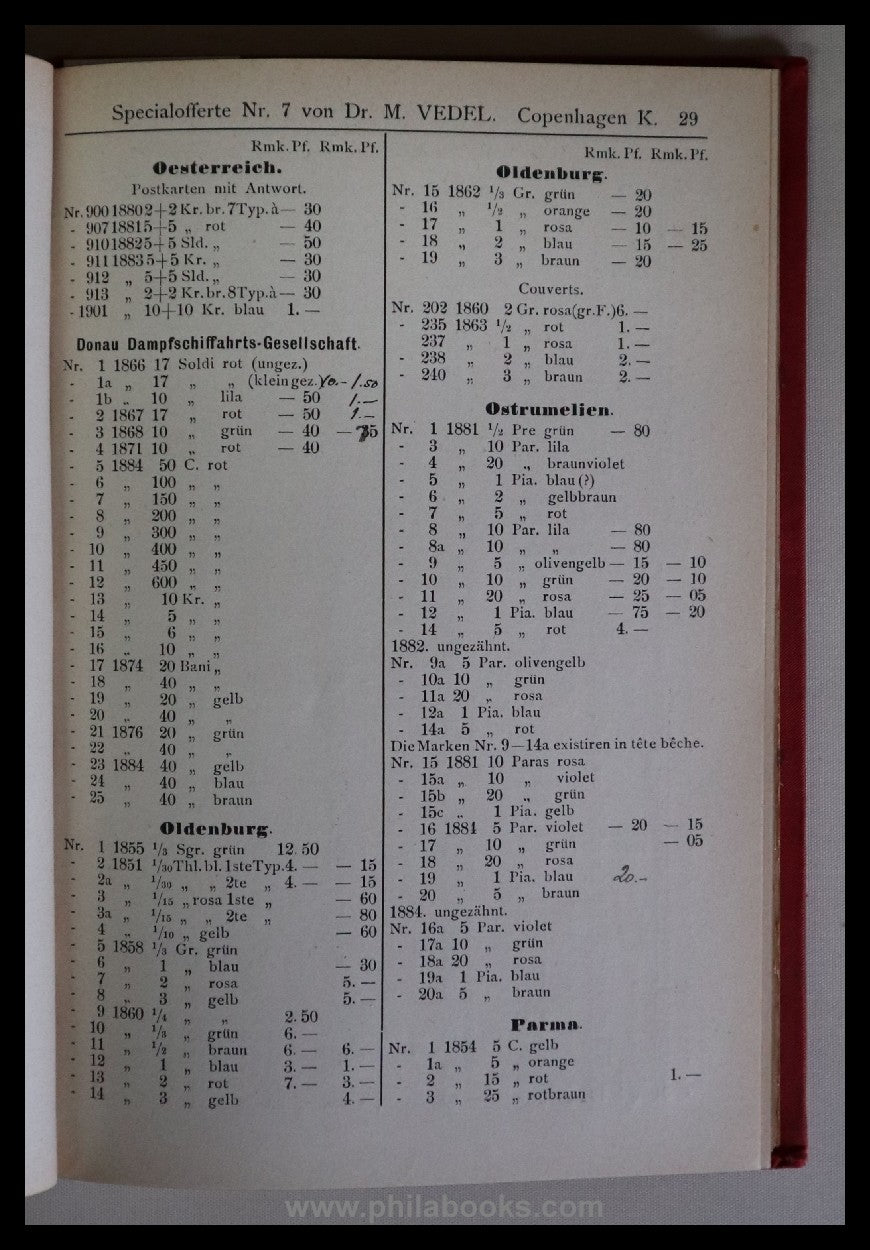 Specialofferte Nr. 7 von Dr. M. VEDEL. Copenhagen K. 29
Rmk. Pf. Rmk. Pf.
Oesterreich.
Postkarten mit Antwort.
Nr. 900 1880 2+2 Kr. br. 7Typ. à — 30
- 907 1881 5+5 „ rot — 40
- 910 1882 5+5 Sld. „ — 50
- 911 1883 5+5 Kr. „ — 30
- 912 „ 5+5 Sld. „ — 30
- 913 „ 2+2 Kr. br. 8Typ. à — 30
- 1901 „ 10+10 Kr. blau 1. —
Donau Dampfschiffahrts-Gesellschaft.
Nr. 1 1866 17 Soldi rot (ungez.)
- 1a „ 17 „ „ (kleingez.) 1.50
- 1b „ 10 „ lila — 50 1.—
- 2 1867 17 „ rot — 50 1.—
- 3 1868 10 „ grün — 40 — 75
- 4 1871 10 „ rot — 40
- 5 1884 50 C. rot
- 6 „ 100 „ „
- 7 „ 150 „ „
- 8 „ 200 „ „
- 9 „ 300 „ „
- 10 „ 400 „ „
- 11 „ 450 „ „
- 12 „ 600 „ „
- 13 „ 10 Kr. „
- 14 „ 5 „ „
- 15 „ 6 „ „
- 16 „ 10 „ „
- 17 1874 20 Bani „
- 18 „ 40 „ „
- 19 „ 20 „ gelb
- 20 „ 40 „ „
- 21 1876 20 „ grün
- 22 „ 40 „ „
- 23 1884 40 „ gelb
- 24 „ 40 „ blau
- 25 „ 40 „ braun
Oldenburg.
Nr. 1 1855 1/3 Sgr. grün 12. 50
- 2 1851 1/30 Thl. bl. 1ste Typ. 4. — — 15
- 2a „ 1/30 „ „ 2te „ 4. — — 15
- 3 „ 1/15 „ rosa 1ste „ — 60
- 3a „ 1/15 „ „ 2te „ — 80
- 4 „ 1/10 „ gelb — 60
- 5 1858 1/3 Gr. grün
- 6 „ 1 „ blau — 30
- 7 „ 2 „ rosa 5. —
- 8 „ 3 „ gelb 5. —
- 9 1860 1/4 „ „ 2. 50
- 10 „ 1/3 „ grün 6. —
- 11 „ 1/2 „ braun 6. — 6. —
- 12 „ 1 „ blau 3. — 1. —
- 13 „ 2 „ rot 7. — 3. —
- 14 „ 3 „ gelb 4. —
Rmk. Pf. Rmk. Pf.
Oldenburg.
Nr. 15 1862 1/3 Gr. grün — 20
- 16 „ 1/2 „ orange — 20
- 17 „ 1 „ rosa — 10 — 15
- 18 „ 2 „ blau — 15 — 25
- 19 „ 3 „ braun — 20
Couverts.
Nr. 202 1860 2 Gr. rosa (gr. F.) 6. —
- 235 1863 1/2 „ rot 1. —
237 „ 1 „ rosa 1. —
- 238 „ 2 „ blau 2. —
- 240 „ 3 „ braun 2. —
Ostrumelien.
Nr. 1 1881 1/2 Pre grün — 80
- 3 „ 10 Par. lila
- 4 „ 20 „ braunviolet
- 5 „ 1 Pia. blau (?)
- 6 „ 2 „ gelbbraun
- 7 „ 5 „ rot
- 8 „ 10 Par. lila — 80
- 8a „ 10 „ „ — 80
- 9 „ 5 „ olivengelb — 15 — 10
- 10 „ 10 „ grün — 20 — 10
- 11 „ 20 „ rosa — 25 — 05
- 12 „ 1 Pia. blau — 75 — 20
- 14 „ 5 „ rot 4. —
1882. ungezähnt.
Nr. 9a 5 Par. olivengelb
- 10a 10 „ grün
- 11a 20 „ rosa
- 12a 1 Pia. blau
- 14a 5 „ rot
Die Marken Nr. 9—14a existiren in tête bêche.
Nr. 15 1881 10 Paras rosa
- 15a „ 10 „ violet
- 15b „ 20 „ grün
- 15c „ 1 Pia. gelb
- 16 1884 5 Par. violet — 20 — 15
- 17 „ 10 „ grün — 05
- 18 „ 20 „ rosa
- 19 „ 1 Pia. blau 20.-
- 20 „ 5 „ braun
1884. ungezähnt.
Nr. 16a 5 Par. violet
- 17a 10 „ grün
- 18a 20 „ rosa
- 19a 1 Pia. blau
- 20a 5 „ braun
Parma.
Nr. 1 1854 5 C. gelb
- 1a „ 5 „ orange
- 2 „ 15 „ rot 1. —
- 3 „ 25 „ rotbraun
www.philabooks.com